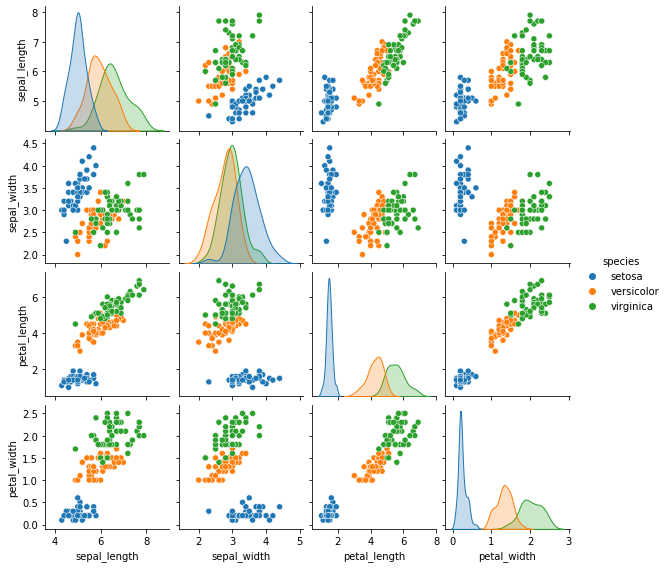 8
7
6
5
sepal_length
4.5
4.0
3.5
3.0
2.5
2.0
sepal_width
species
setosa
versicolor
virginica
6
4
2
petal_length
2.5
2.0
1.5
1.0
0.5
0.0
petal_width
4 6 8 2 3 4 5 0 2 4 6 8 0 1 2 3
sepal_length sepal_width petal_length petal_width